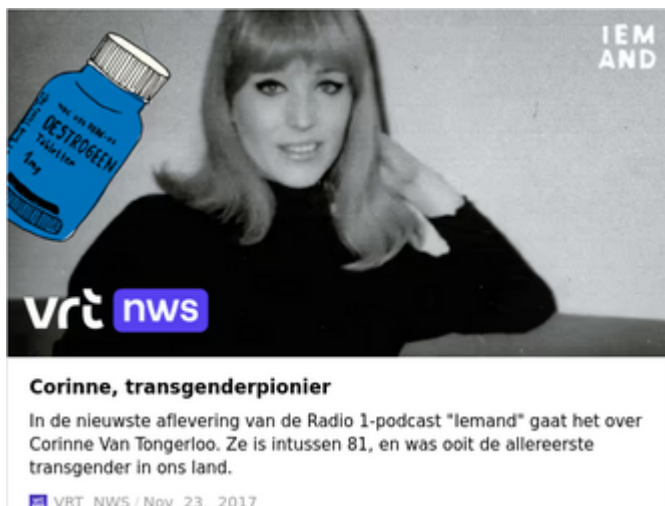 IEM
AND
OESTROGEEN
Tabletten
1mg
vrt nws
Corinne, transgenderpionier
In de nieuwste aflevering van de Radio 1-podcast "Iemand" gaat het over
Corinne Van Tongerloo. Ze is intussen 81, en was ooit de allereerste
transgender in ons land.
VRT NWS / Nov 23, 2017